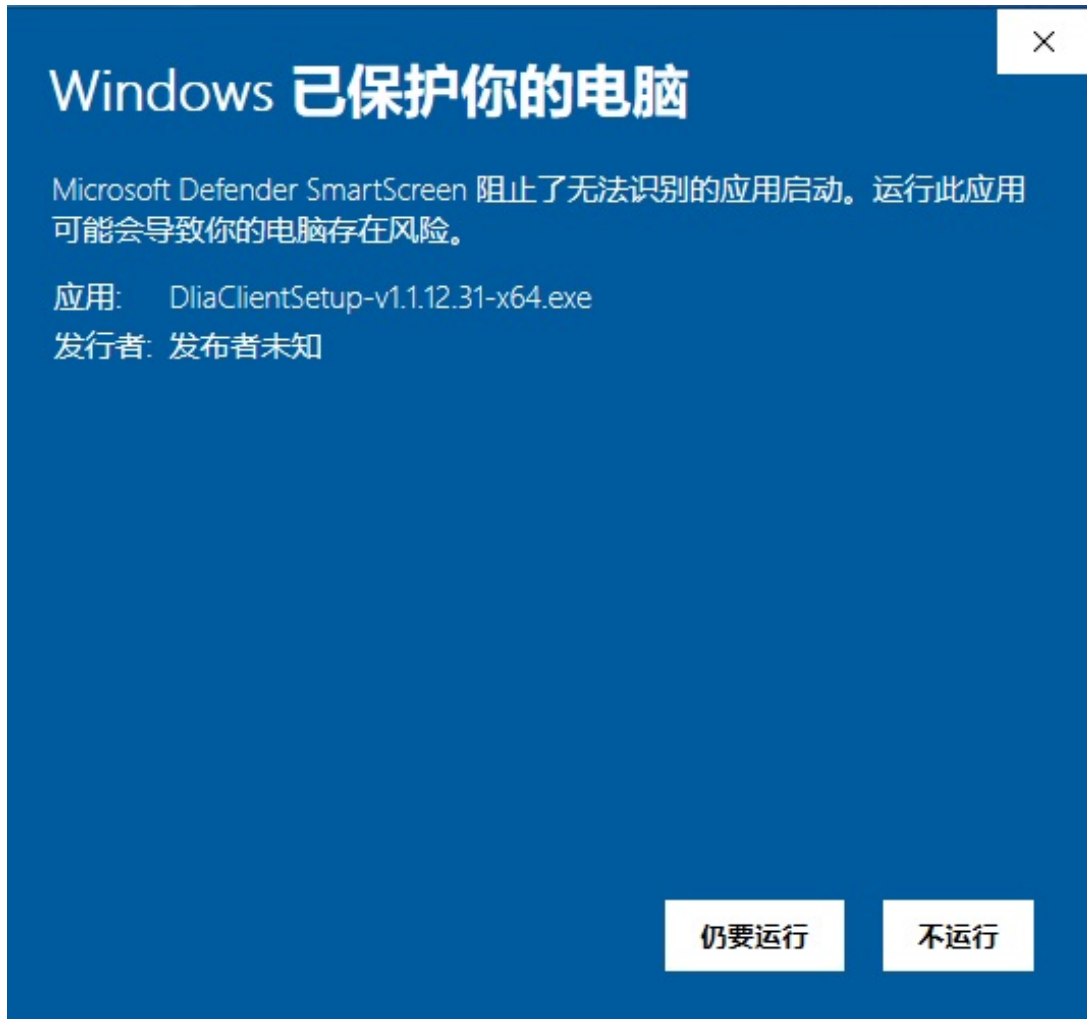 Windows 已保护你的电脑
Microsoft Defender SmartScreen 阻止了无法识别的应用启动。运行此应用
可能会导致你的电脑存在风险。
应用: DliaClientSetup-v1.1.12.31-x64.exe
发行者: 发布者未知
仍要运行 不运行